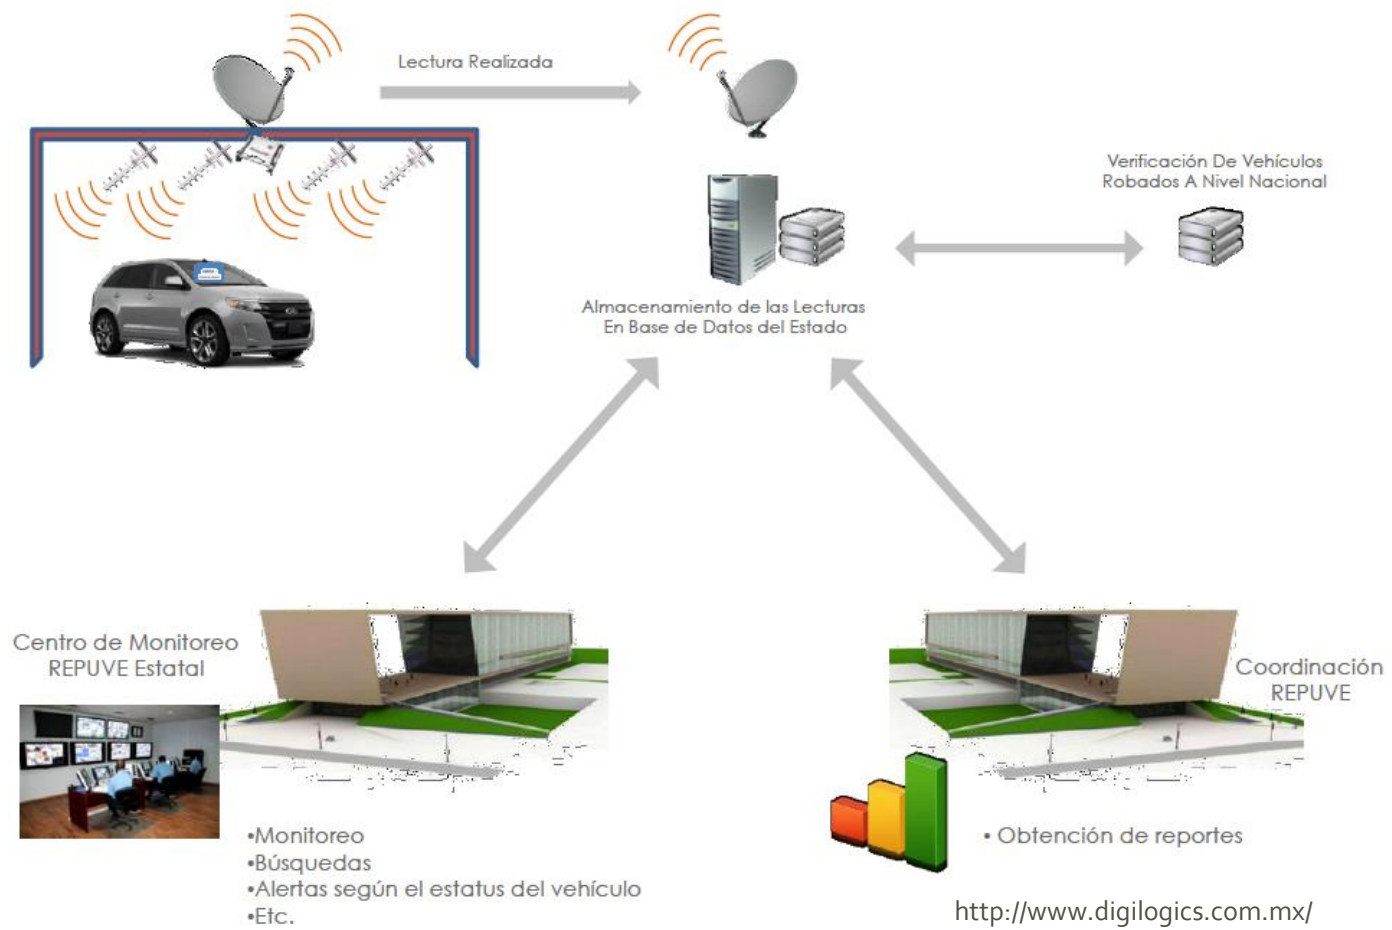 Lectura Realizada
Verificación De Vehículos
Robados A Nivel Nacional
Almacenamiento de las Lecturas
En Base de Datos del Estado
Centro de Monitoreo
REPUVE Estatal
•Monitoreo
•Búsquedas
•Alertas según el estatus del vehículo
•Etc.
Coordinación
REPUVE
• Obtención de reportes
http://www.digilogics.com.mx/